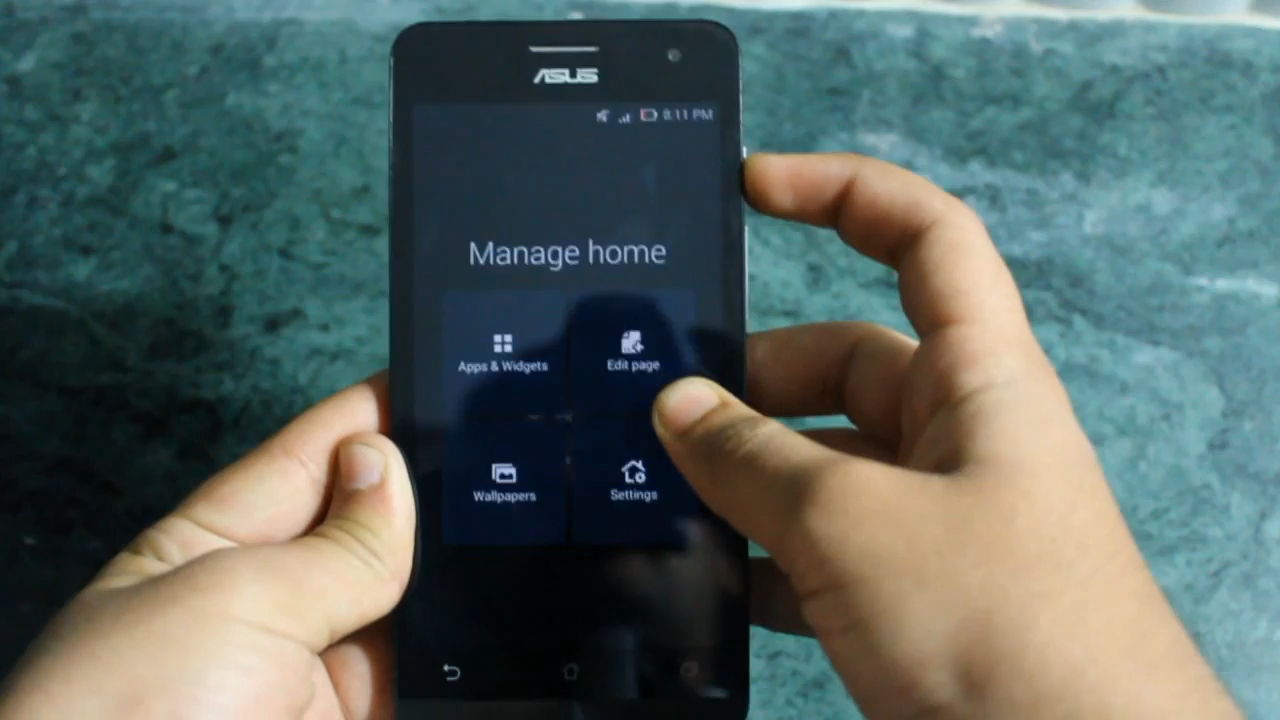 ASUS
8:11 PM
Manage home
Apps & Widgets
Edit page
Wallpapers
Settings